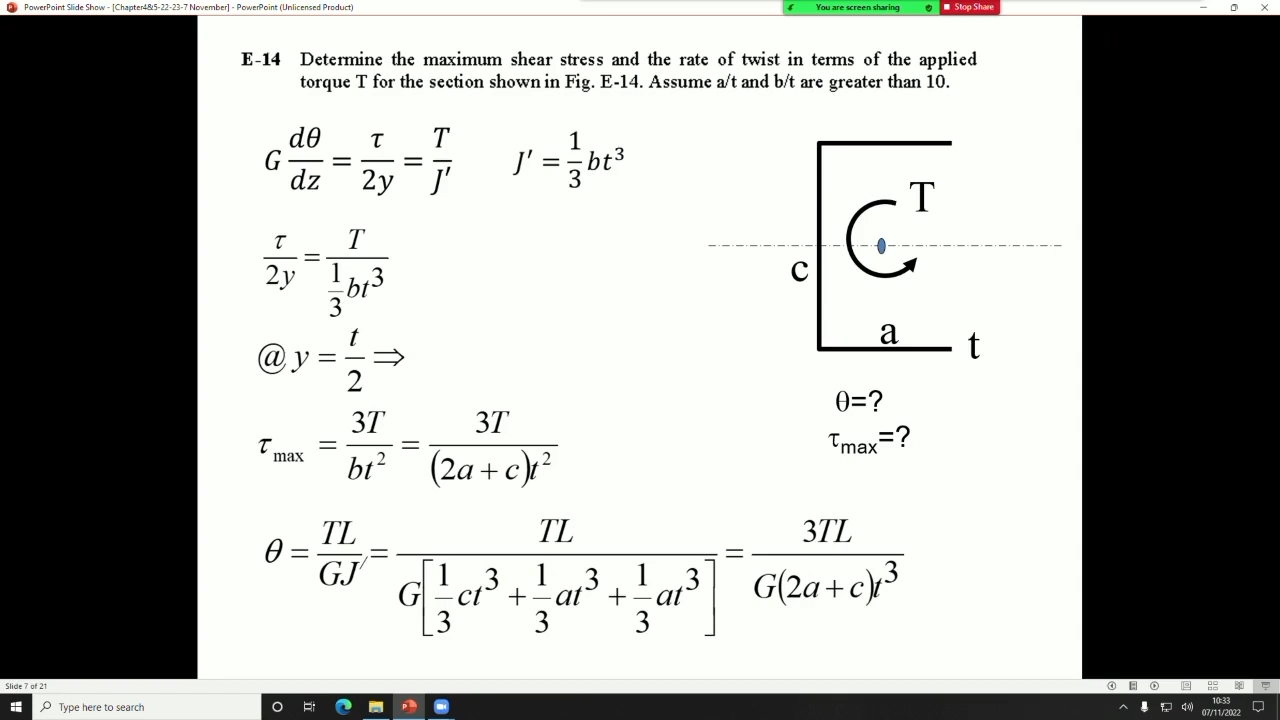 PowerPoint Slide Show - [Chapter4&5-22-23-7 November] - PowerPoint (Unlicensed Product)
You are screen sharing
Stop Share
E-14 Determine the maximum shear stress and the rate of twist in terms of the applied
torque T for the section shown in Fig. E-14. Assume a/t and b/t are greater than 10.
G dθ/dz = τ/2y = T/J′
J′ = 1/3 bt³
τ/2y = T/(1/3 bt³)
@ y = t/2 ⇒
τmax = 3T/bt² = 3T/(2a + c)t²
θ = TL/GJ′ = TL/G[1/3 ct³ + 1/3 at³ + 1/3 at³] = 3TL/G(2a + c)t³
T
c
a
t
θ=?
τmax=?
Slide 7 of 21
Type here to search
10:33
07/11/2022